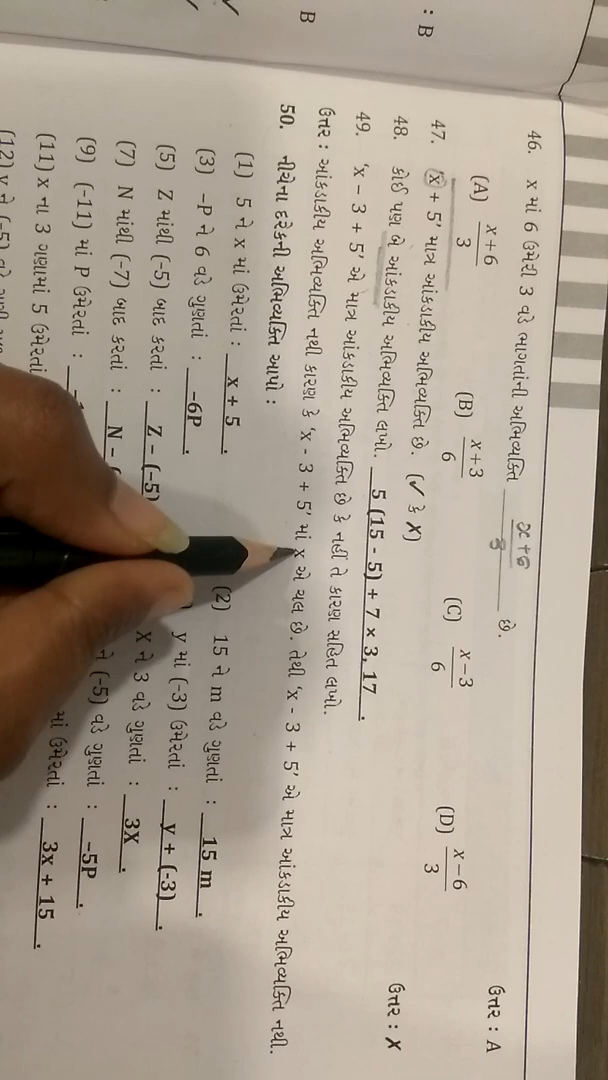 : B
B
46. x માં 6 ઉમેરી 3 વડે ભાગતાંની અભિવ્યક્તિ x+6/3 છે.
(A) x+6/3 (B) x+3/6 (C) x−3/6 (D) x−6/3 ઉત્તર : A
47. 'x + 5' માત્ર આંકડાકીય અભિવ્યક્તિ છે. (✓ કે X) ઉત્તર : X
48. કોઈ પણ બે આંકડાકીય અભિવ્યક્તિ લખો. 5 (15 - 5) + 7 × 3, 17 .
49. 'x – 3 + 5' એ માત્ર આંકડાકીય અભિવ્યક્તિ છે કે નહીં તે કારણ સહિત લખો.
ઉત્તર : આંકડાકીય અભિવ્યક્તિ નથી કારણ કે 'x - 3 + 5' માં x એ ચલ છે. તેથી 'x - 3 + 5' એ માત્ર આંકડાકીય અભિવ્યક્તિ નથી.
50. નીચેના દરેકની અભિવ્યક્તિ આપો :
(1) 5 ને x માં ઉમેરતાં : x + 5 . (2) 15 ને m વડે ગુણતાં : 15 m .
(3) -P ને 6 વડે ગુણતાં : -6P . y માં (-3) ઉમેરતાં : y + (-3) .
(5) Z માંથી (-5) બાદ કરતાં : Z – (-5) X ને 3 વડે ગુણતાં : 3X .
(7) N માંથી (-7) બાદ કરતાં : N – ને (-5) વડે ગુણતાં : -5P .
(9) (-11) માં P ઉમેરતાં : માં ઉમેરતાં : 3x + 15 .
(11) x ના 3 ગણામાં 5 ઉમેરતાં
(12) y ને (-5) વડે